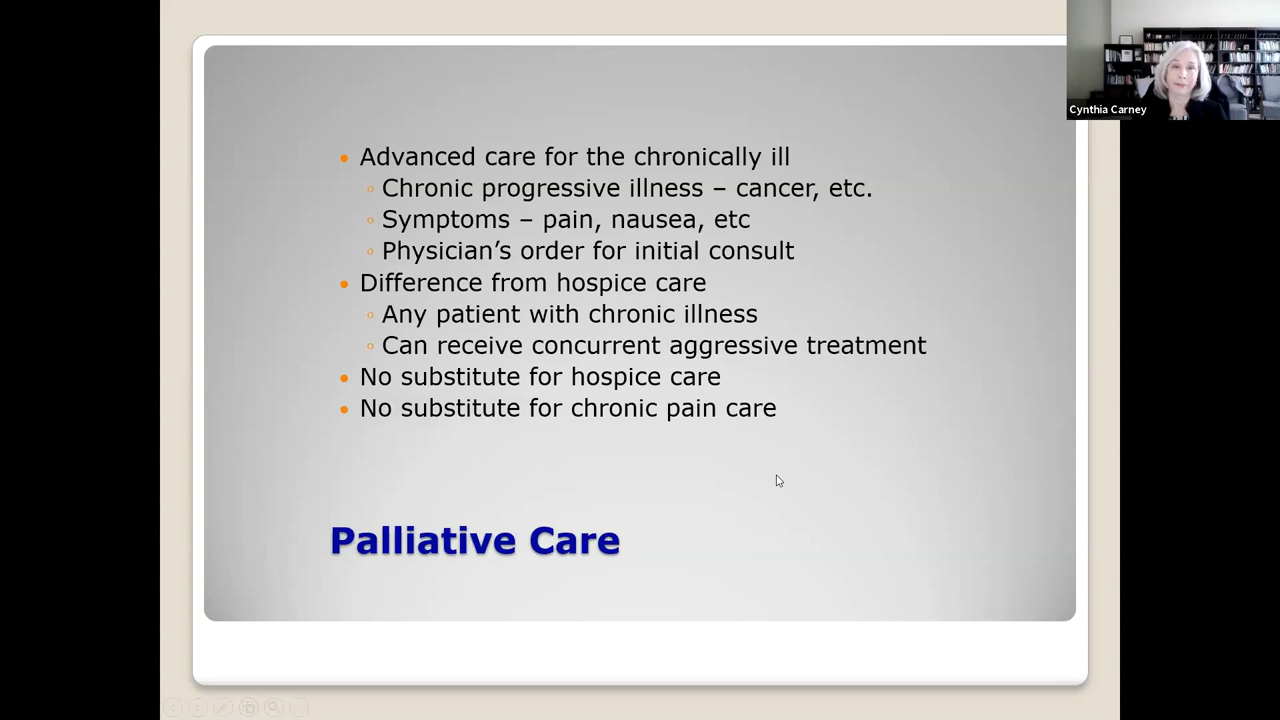 Cynthia Carney
• Advanced care for the chronically ill
◦ Chronic progressive illness – cancer, etc.
◦ Symptoms – pain, nausea, etc
◦ Physician’s order for initial consult
• Difference from hospice care
◦ Any patient with chronic illness
◦ Can receive concurrent aggressive treatment
• No substitute for hospice care
• No substitute for chronic pain care
Palliative Care